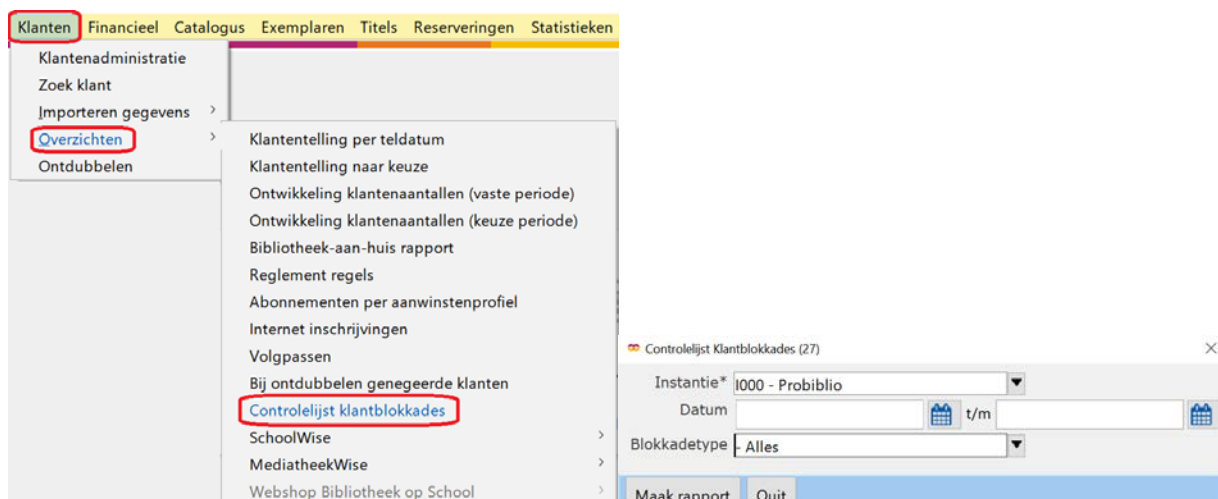 Klanten Financieel Catalogus Exemplaren Titels Reserveringen Statistieken
Klantenadministratie
Zoek klant
Importeren gegevens
Overzichten
Ontdubbelen
Klantentelling per teldatum
Klantentelling naar keuze
Ontwikkeling klantenaantallen (vaste periode)
Ontwikkeling klantenaantallen (keuze periode)
Bibliotheek-aan-huis rapport
Reglement regels
Abonnementen per aanwinstenprofiel
Internet inschrijvingen
Volgpassen
Bij ontdubbelen genegeerde klanten
Controlelijst klantblokkades
SchoolWise
MediatheekWise
Webshop Bibliotheek op School
Controlelijst Klantblokkades (27)
Instantie* I000 - Probiblio
Datum t/m
Blokkadetype - Alles
Maak rapport Quit